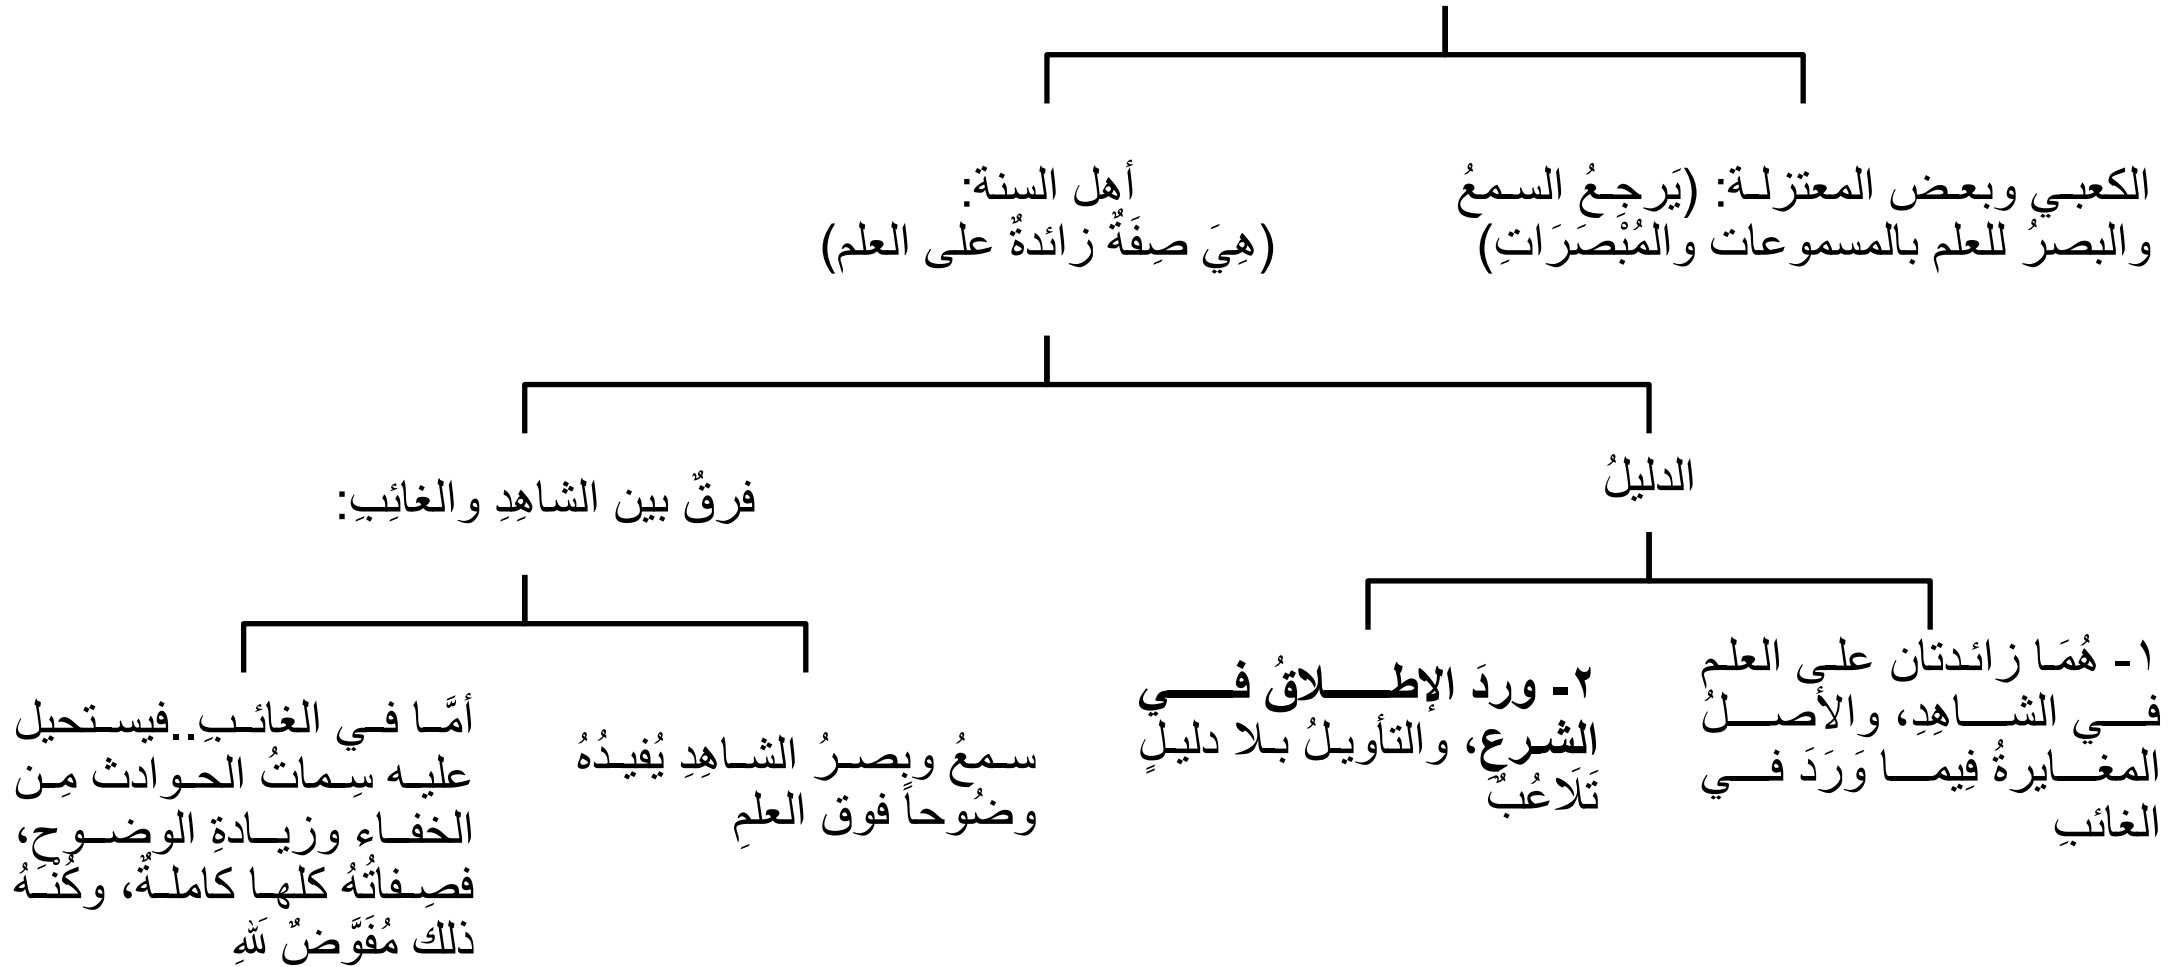 الكعبي وبعض المعتزلة: (يَرجعُ السمعُ
والبصرُ للعلم بالمسموعات والمُبْصَرَاتِ)
أهل السنة:
(هِيَ صِفَةٌ زائدةٌ على العلم)
الدليلُ
فرقٌ بين الشاهِدِ والغائِبِ:
١- هُمَا زائدتان على العلم
في الشاهِدِ، والأصلُ
المغايرةُ فِيما وَرَدَ في
الغائبِ
٢- وردَ الإطلاقُ في
الشرعِ، والتأويلُ بلا دليلٍ
تَلَاعُبٌ
سمعُ وبصرُ الشاهِدِ يُفيدُهُ
وضُوحاً فوق العلمِ
أمَّا في الغائبِ..فيستحيل
عليه سِماتُ الحوادث مِن
الخفاء وزيادةِ الوضوحِ،
فصِفاتُهُ كلها كاملةٌ، وكُنْهُ
ذلك مُفَوَّضٌ للهِ